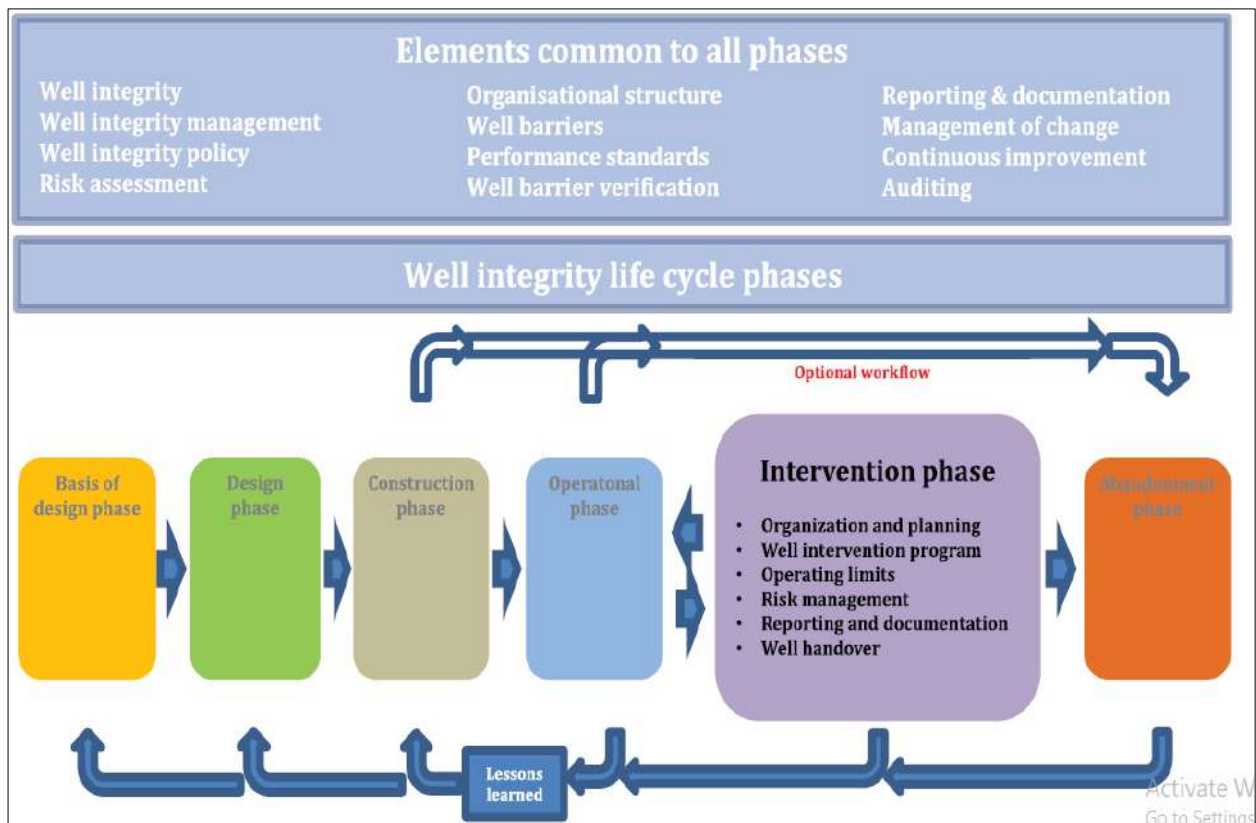 Elements common to all phases
Well integrity
Well integrity management
Well integrity policy
Risk assessment
Organisational structure
Well barriers
Performance standards
Well barrier verification
Reporting & documentation
Management of change
Continuous improvement
Auditing
Well integrity life cycle phases
Optional workflow
Basis of
design phase
Design
phase
Construction
phase
Operatonal
phase
Intervention phase
• Organization and planning
• Well intervention program
• Operating limits
• Risk management
• Reporting and documentation
• Well handover
Abandonment
phase
Lessons
learned
Activate W
Go to Settings